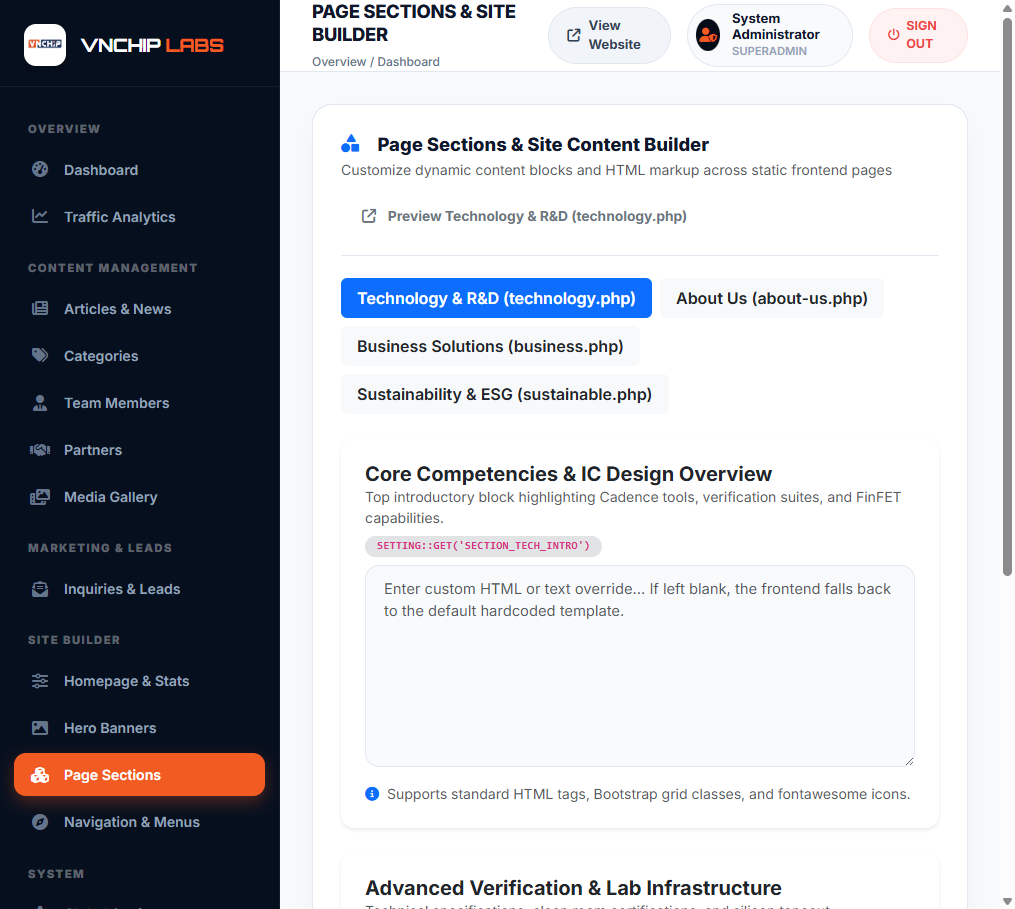 VNCHIP
VNCHIP LABS
OVERVIEW
Dashboard
Traffic Analytics
CONTENT MANAGEMENT
Articles & News
Categories
Team Members
Partners
Media Gallery
MARKETING & LEADS
Inquiries & Leads
SITE BUILDER
Homepage & Stats
Hero Banners
Page Sections
Navigation & Menus
SYSTEM
PAGE SECTIONS & SITE
BUILDER
Overview / Dashboard
View
Website
System
Administrator
SUPERADMIN
SIGN
OUT
Page Sections & Site Content Builder
Customize dynamic content blocks and HTML markup across static frontend pages
Preview Technology & R&D (technology.php)
Technology & R&D (technology.php)
About Us (about-us.php)
Business Solutions (business.php)
Sustainability & ESG (sustainable.php)
Core Competencies & IC Design Overview
Top introductory block highlighting Cadence tools, verification suites, and FinFET
capabilities.
SETTING::GET('SECTION_TECH_INTRO')
Enter custom HTML or text override... If left blank, the frontend falls back
to the default hardcoded template.
Supports standard HTML tags, Bootstrap grid classes, and fontawesome icons.
Advanced Verification & Lab Infrastructure